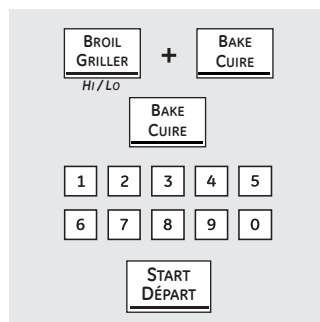 BROIL
GRILLER
+
BAKE
CUIRE
HI / LO
BAKE
CUIRE
1 2 3 4 5
6 7 8 9 0
START
DÉPART